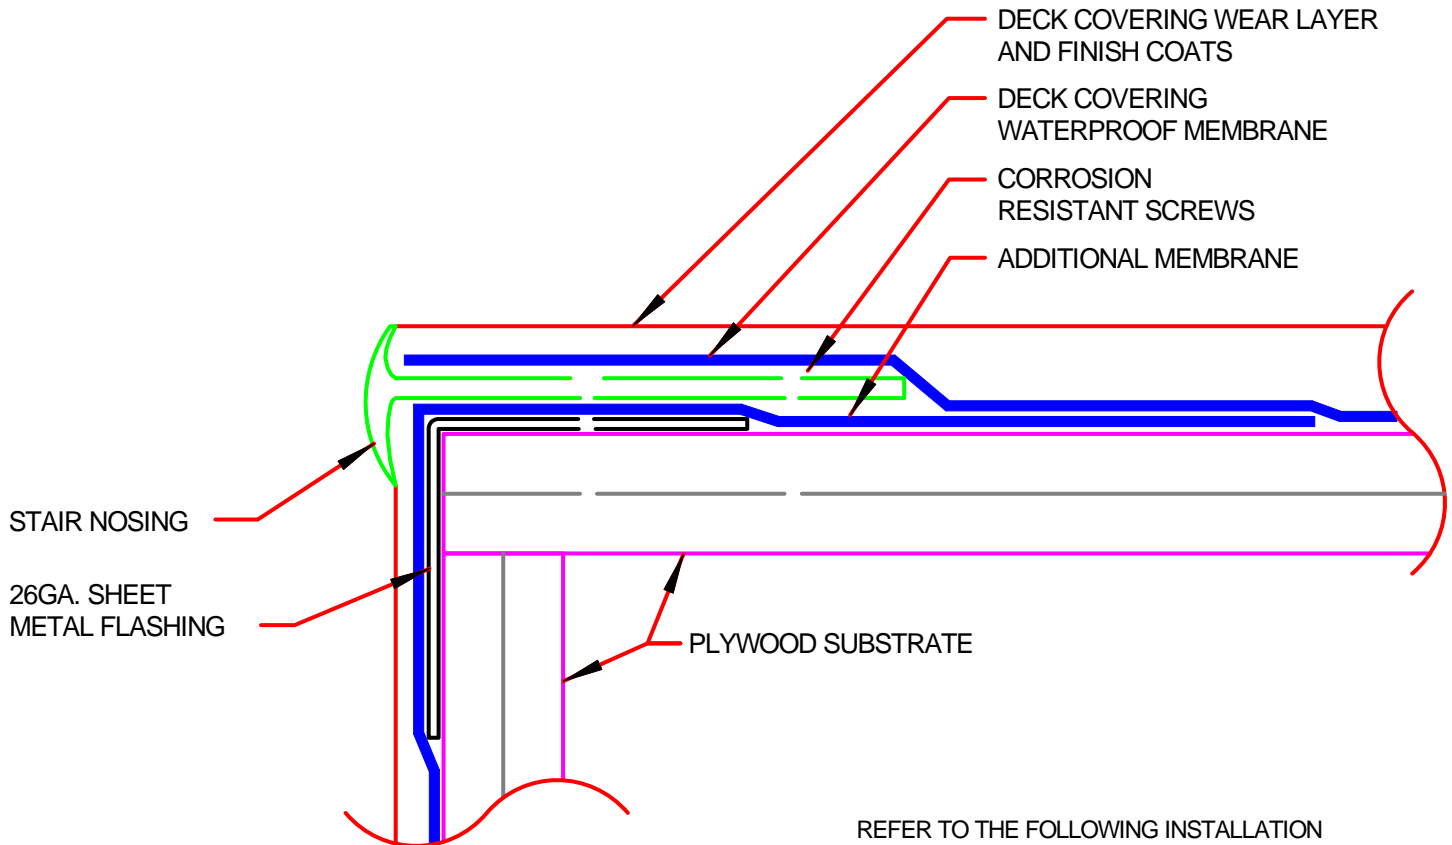 DECK COVERING WEAR LAYER
AND FINISH COATS
DECK COVERING
WATERPROOF MEMBRANE
CORROSION
RESISTANT SCREWS
ADDITIONAL MEMBRANE
STAIR NOSING
26GA. SHEET
METAL FLASHING
PLYWOOD SUBSTRATE
REFER TO THE FOLLOWING INSTALLATION